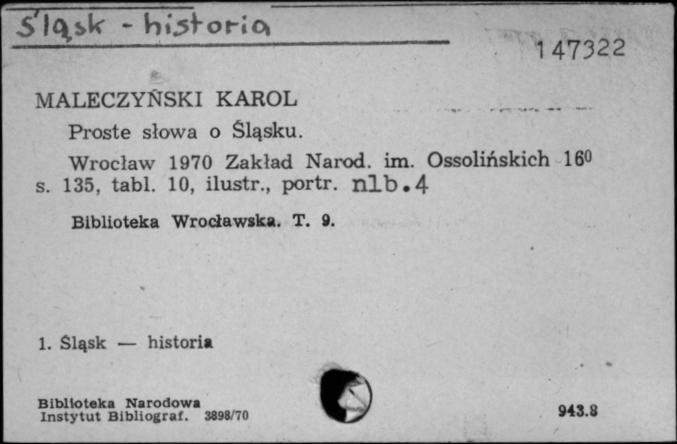 Śląsk - historia
147322
MALECZYŃSKI KAROL
Proste słowa o Śląsku.
Wrocław 1970 Zakład Narod. im. Ossolińskich 16⁰
s. 135, tabl. 10, ilustr., portr. nlb.4
Biblioteka Wrocławska. T. 9.
1. Śląsk — historia
Biblioteka Narodowa
Instytut Bibliograf. 3898/70
943.8